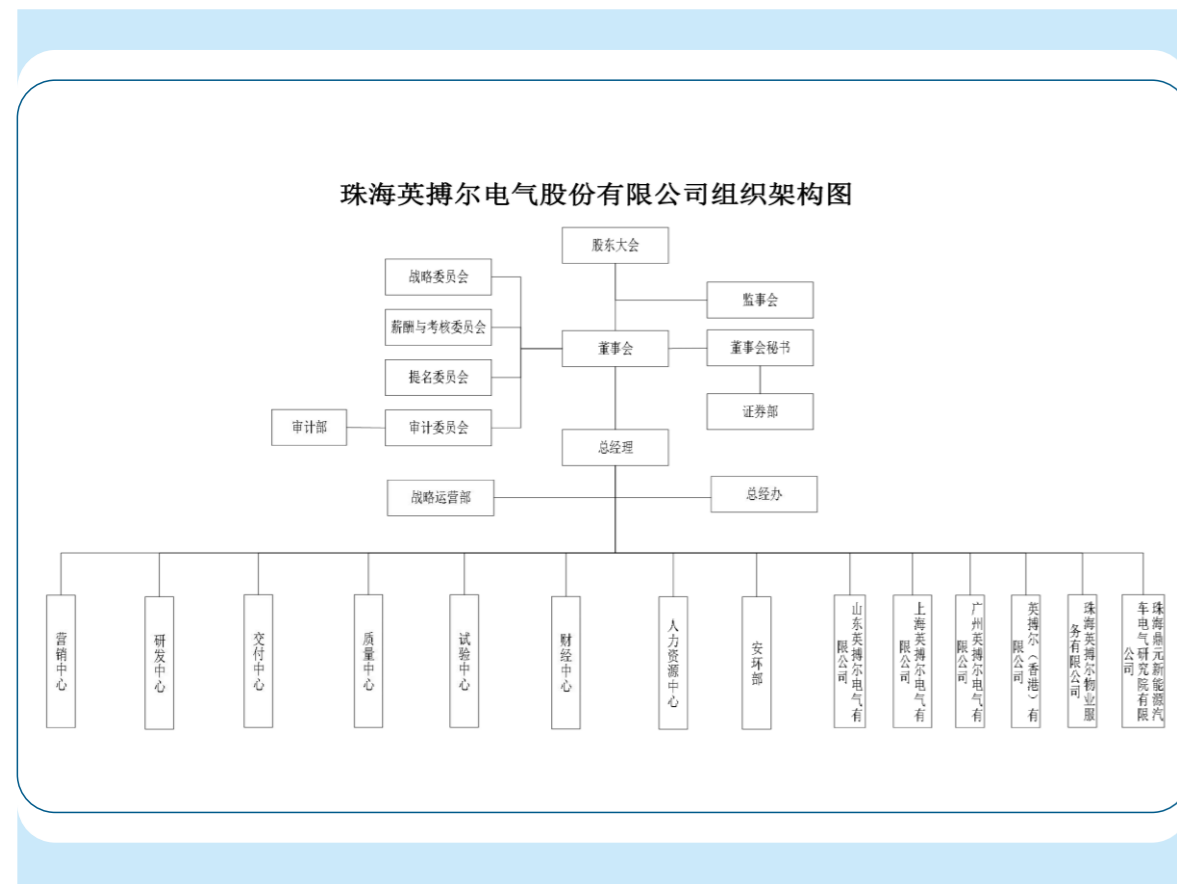 珠海英搏尔电气股份有限公司组织架构图
股东大会
战略委员会
监事会
薪酬与考核委员会
董事会
董事会秘书
提名委员会
证券部
审计部
审计委员会
总经理
战略运营部
总经办
营销中心
研发中心
交付中心
质量中心
试验中心
财经中心
人力资源中心
安环部
山东英搏尔电气有
限公司
上海英搏尔电气有
限公司
广州英搏尔电气有
限公司
英搏尔（香港）有
限公司
珠海英搏尔物业服
务有限公司
珠海鼎元新能源汽
车电气研究院有限
公司